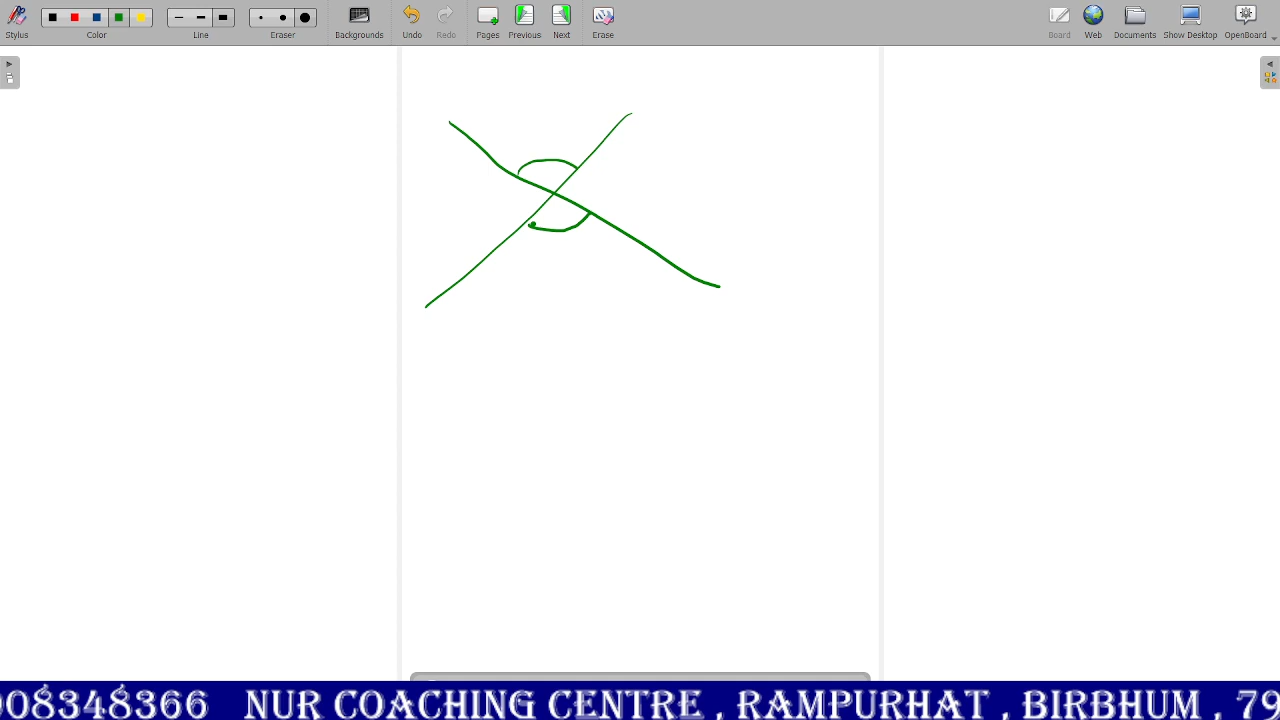 Stylus Color Line Eraser Backgrounds Undo Redo Pages Previous Next Erase Board Web Documents Show Desktop OpenBoard
908348366 NUR COACHING CENTRE , RAMPURHAT , BIRBHUM , 79